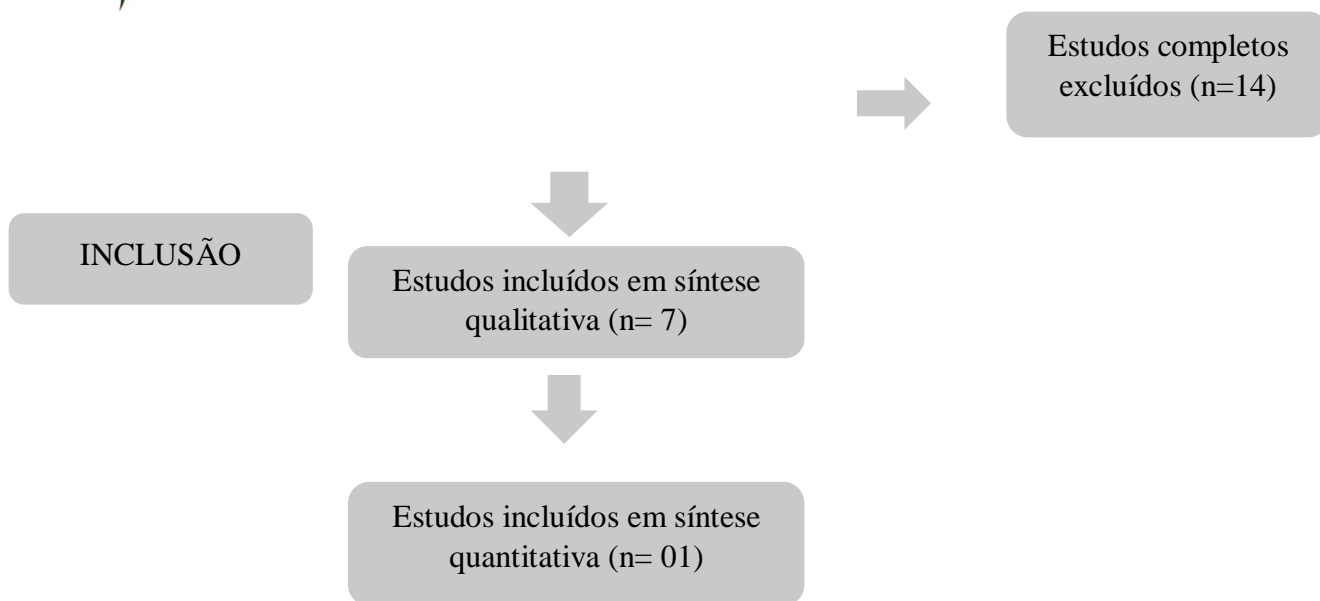 Estudos completos
excluídos (n=14)
INCLUSÃO
Estudos incluídos em síntese
qualitativa (n= 7)
Estudos incluídos em síntese
quantitativa (n= 01)